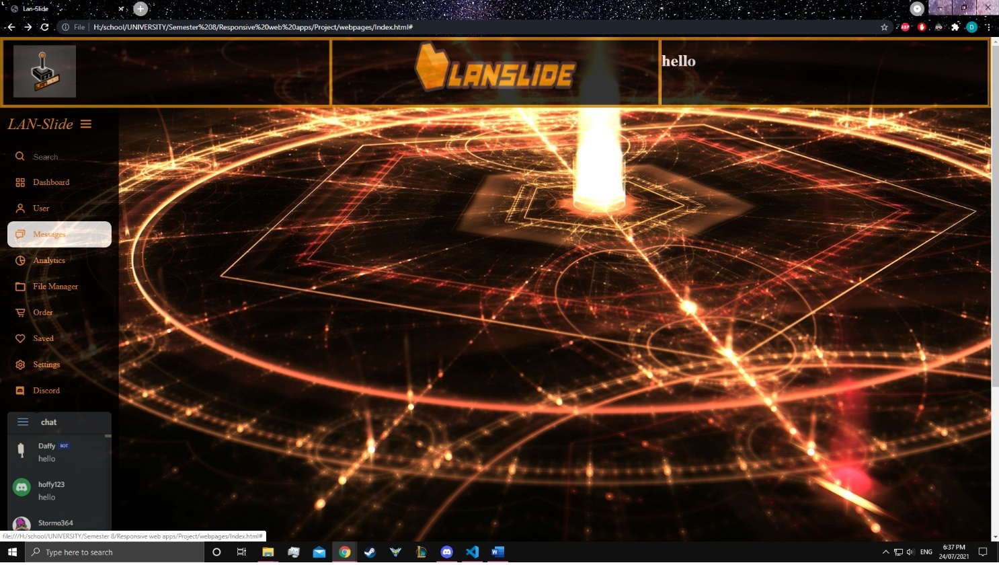 Lan-Slide
File
H:/school/UNIVERSITY/Semester%208/Responsive%20web%20apps/Project/webpages/Index.html#
ABP
D
LANSLIDE
hello
LAN-Slide
Search...
Dashboard
User
Messages
Analytics
File Manager
Order
Saved
Settings
Discord
chat
Daffy BOT
hello
hoffy123
hello
Stormo364
file:///H:/school/UNIVERSITY/Semester 8/Responsive web apps/Project/webpages/Index.html#
Type here to search
ENG
6:37 PM
24/07/2021